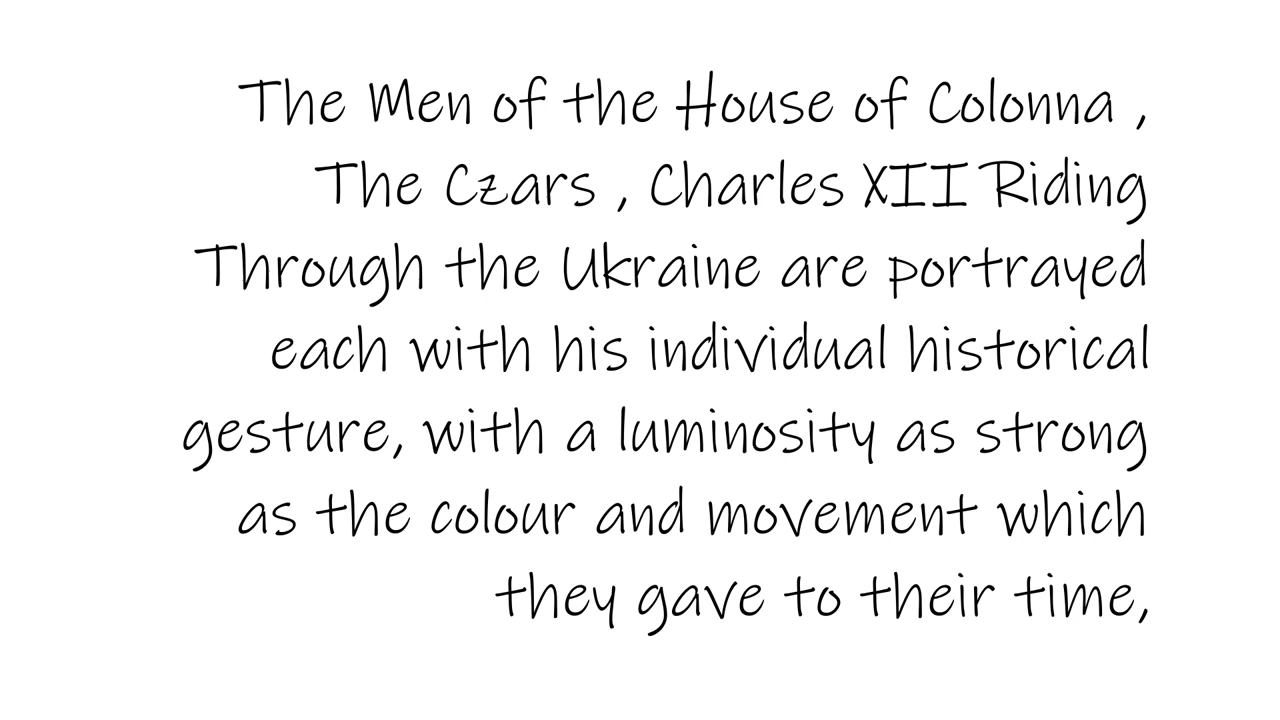 The Men of the House of Colonna ,
The Czars , Charles XII Riding
Through the Ukraine are portrayed
each with his individual historical
gesture, with a luminosity as strong
as the colour and movement which
they gave to their time,